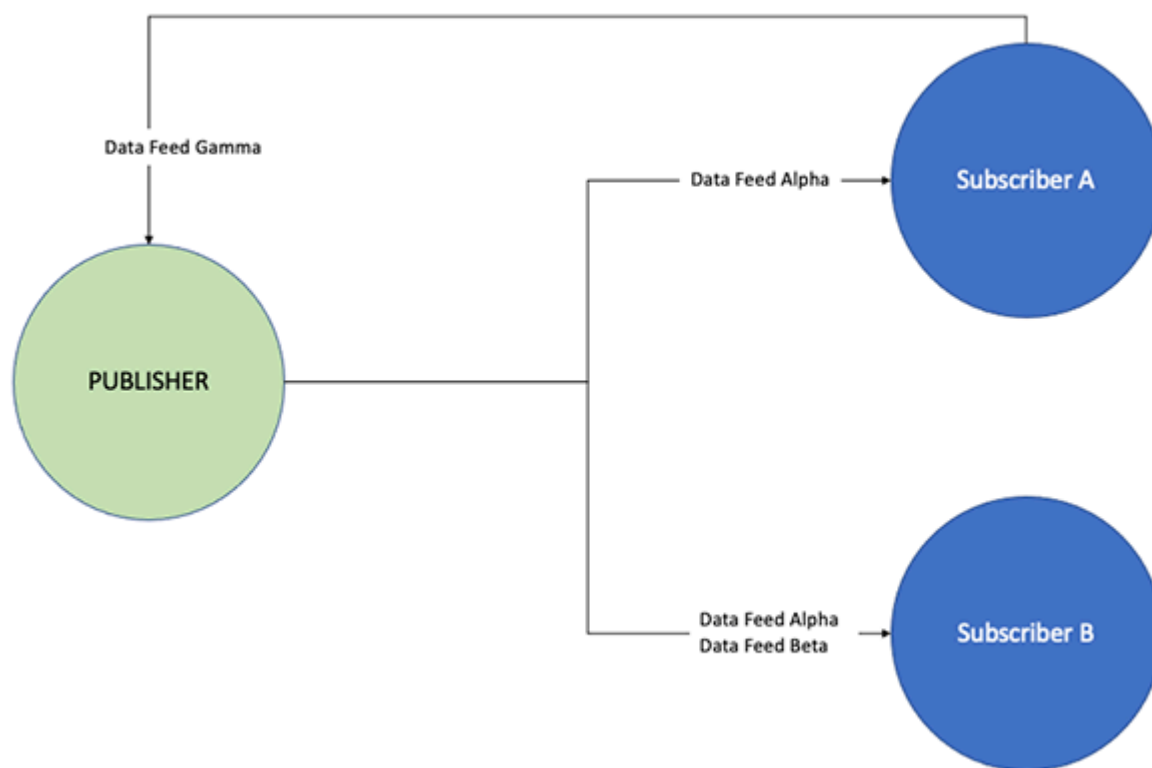 Data Feed Gamma
Data Feed Alpha
Subscriber A
PUBLISHER
Data Feed Alpha
Data Feed Beta
Subscriber B